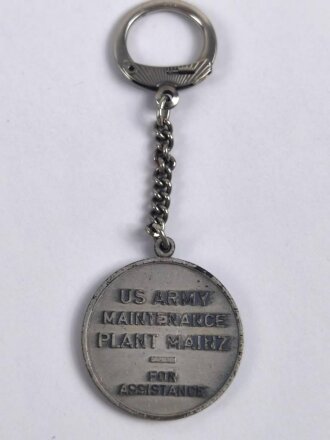 US ARMY
MAINTENANCE
PLANT MAINZ
FOR
ASSISTANCE